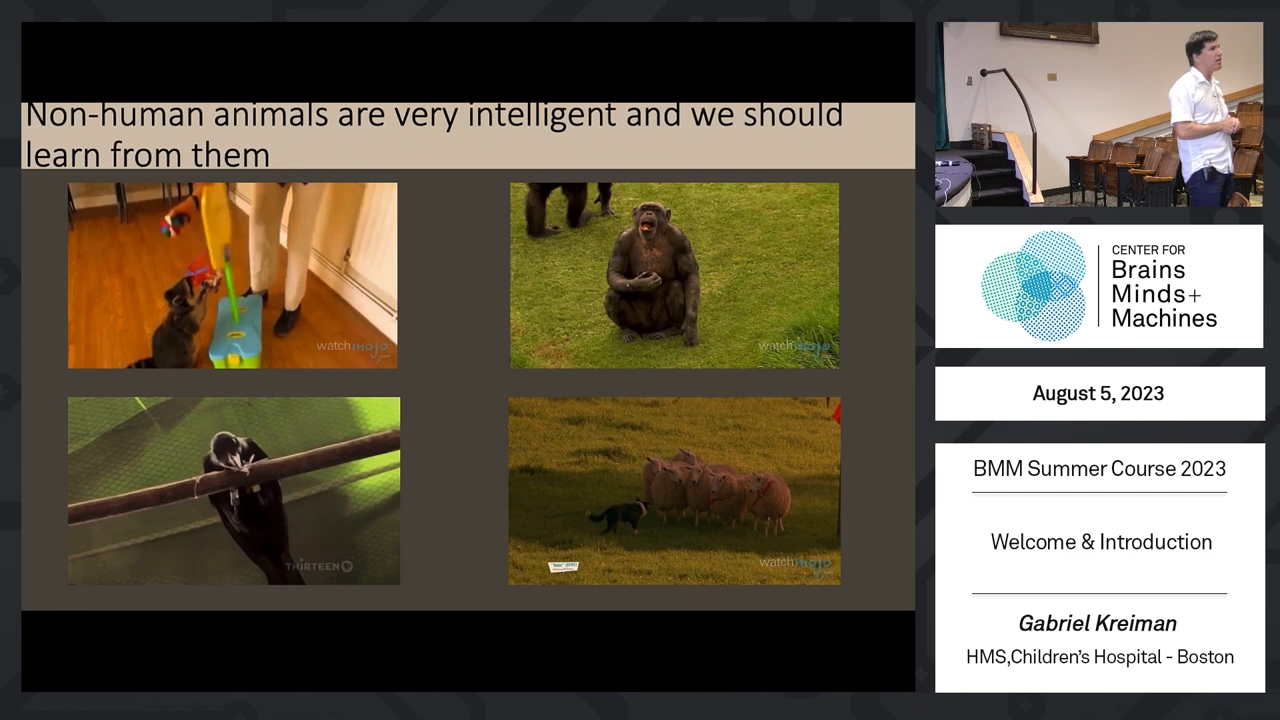 Non-human animals are very intelligent and we should
learn from them
watchmojo
watchmojo
THIRTEEN
watchmojo
CENTER FOR
Brains
Minds+
Machines
August 5, 2023
BMM Summer Course 2023
Welcome & Introduction
Gabriel Kreiman
HMS,Children's Hospital - Boston